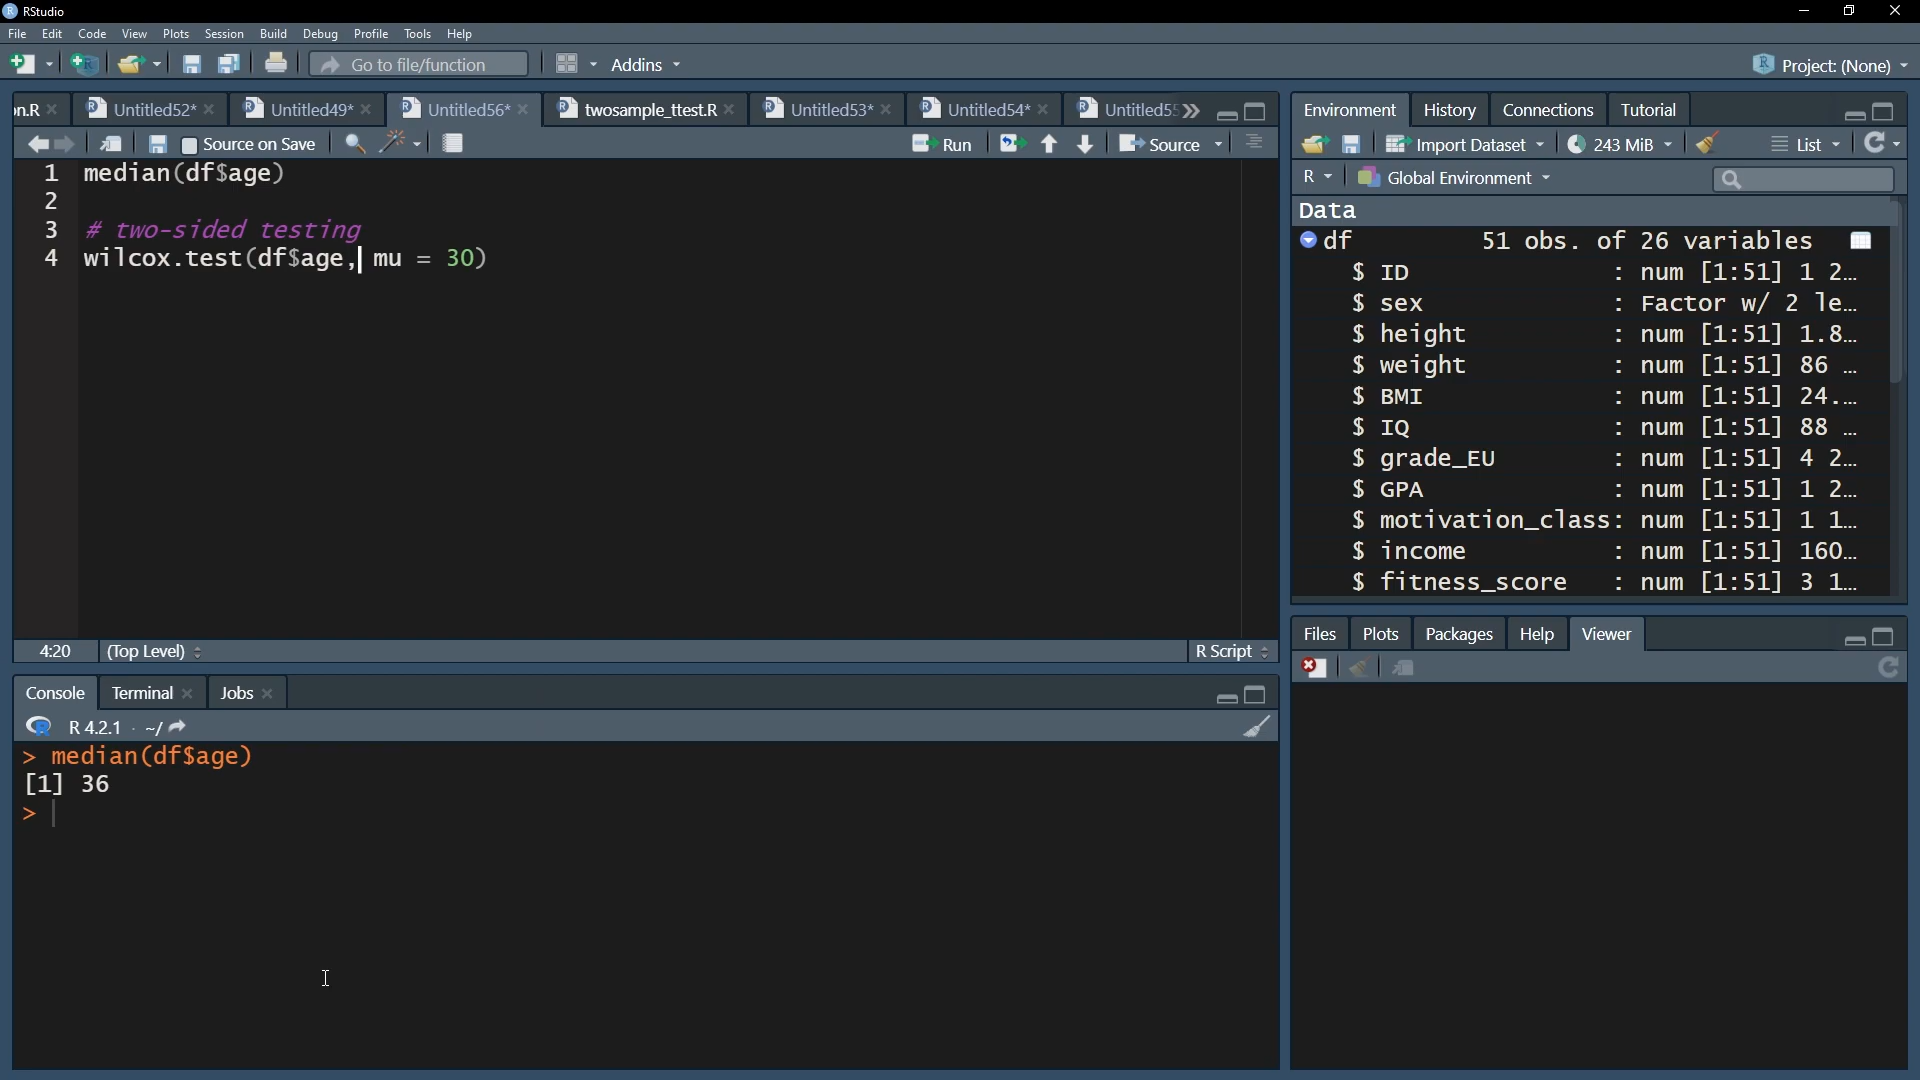 RStudio
File Edit Code View Plots Session Build Debug Profile Tools Help
Go to file/function Addins Project: (None)
on.R Untitled52* Untitled49* Untitled56* twosample_ttest.R Untitled53* Untitled54* Untitled55
Source on Save Run Source
1 median(df$age)
2
3 # two-sided testing
4 wilcox.test(df$age, mu = 30)
4:20 (Top Level) R Script
Console Terminal Jobs
R 4.2.1 · ~/
> median(df$age)
[1] 36
>
Environment History Connections Tutorial
Import Dataset 243 MiB List
R Global Environment
Data
df 51 obs. of 26 variables
$ ID : num [1:51] 1 2…
$ sex : Factor w/ 2 le…
$ height : num [1:51] 1.8…
$ weight : num [1:51] 86 …
$ BMI : num [1:51] 24.…
$ IQ : num [1:51] 88 …
$ grade_EU : num [1:51] 4 2…
$ GPA : num [1:51] 1 2…
$ motivation_class: num [1:51] 1 1…
$ income : num [1:51] 160…
$ fitness_score : num [1:51] 3 1…
Files Plots Packages Help Viewer